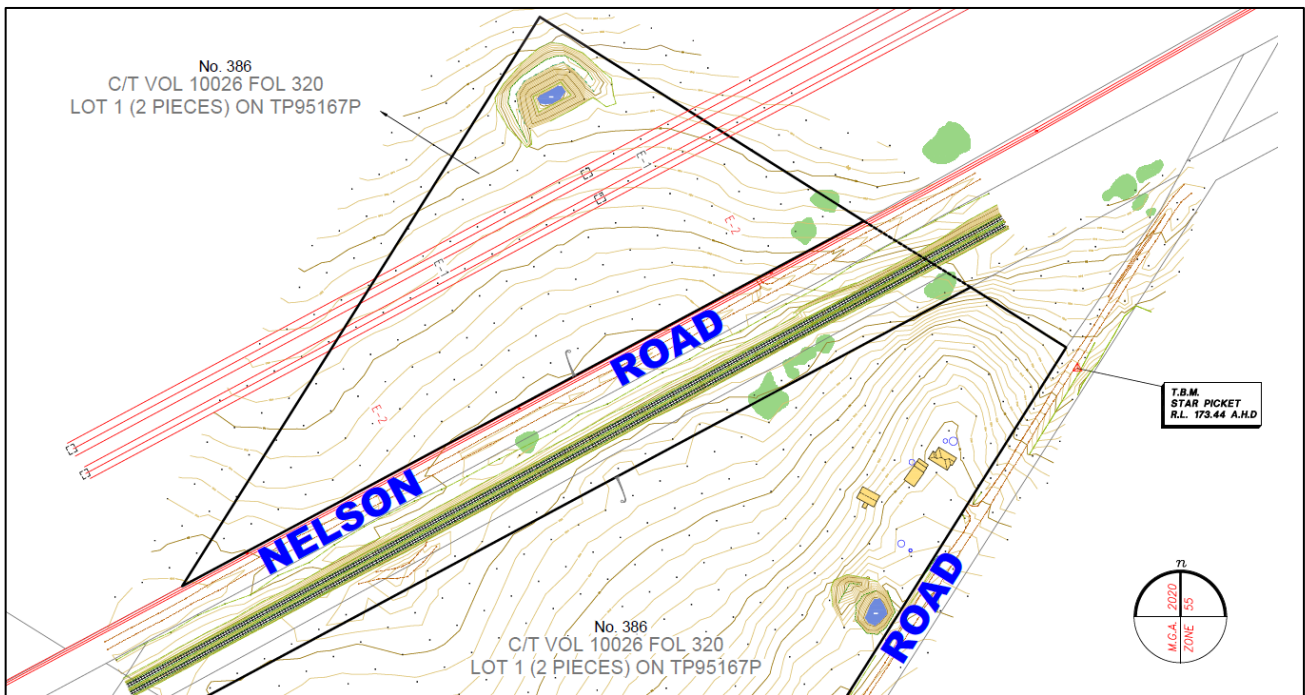 No. 386
C/T VOL 10026 FOL 320
LOT 1 (2 PIECES) ON TP95167P
E-1
E-2
E-1
E-2
ROAD
NELSON
T.B.M.
STAR PICKET
R.L. 173.44 A.H.D
ROAD
No. 386
C/T VOL 10026 FOL 320
LOT 1 (2 PIECES) ON TP95167P
n
M.G.A. 2020
ZONE 55